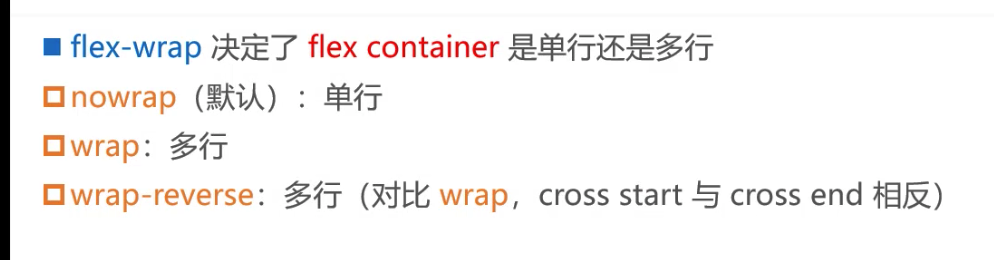 flex-wrap 决定了 flex container 是单行还是多行
nowrap（默认）：单行
wrap：多行
wrap-reverse：多行（对比 wrap，cross start 与 cross end 相反）